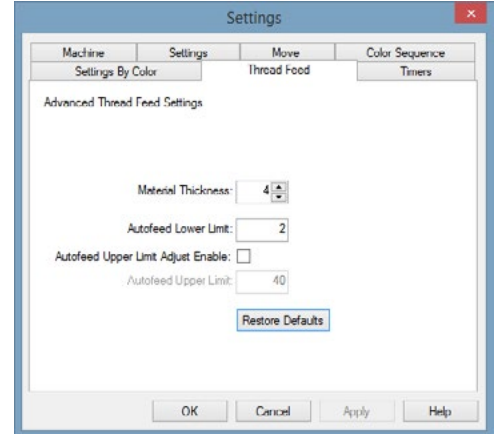 Settings
Machine Settings Move Color Sequence
Settings By Color Thread Feed Timers
Advanced Thread Feed Settings
Material Thickness: 4
Autofeed Lower Limit: 2
Autofeed Upper Limit Adjust Enable:
Autofeed Upper Limit: 40
Restore Defaults
OK Cancel Apply Help